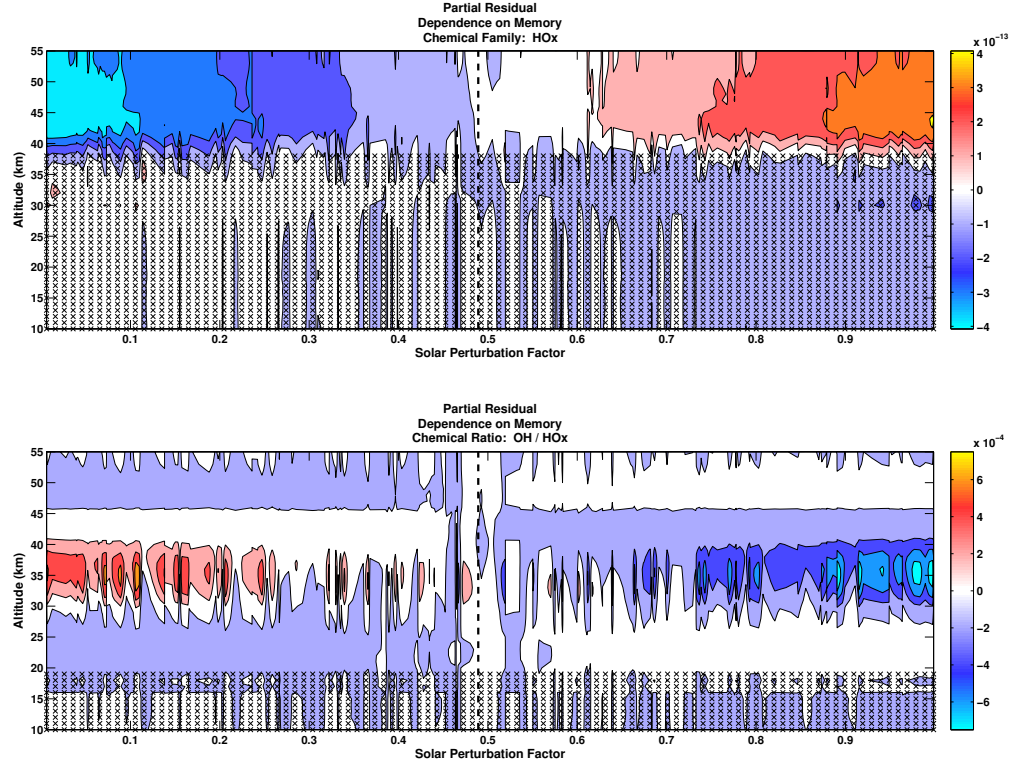 Partial Residual
Dependence on Memory
Chemical Family: HOx
x 10⁻¹³
55
50
45
40
35
30
25
20
15
10
Altitude (km)
0.1 0.2 0.3 0.4 0.5 0.6 0.7 0.8 0.9
Solar Perturbation Factor
4
3
2
1
0
−1
−2
−3
−4
Partial Residual
Dependence on Memory
Chemical Ratio: OH / HOx
x 10⁻⁴
55
50
45
40
35
30
25
20
15
10
Altitude (km)
0.1 0.2 0.3 0.4 0.5 0.6 0.7 0.8 0.9
Solar Perturbation Factor
6
4
2
0
−2
−4
−6